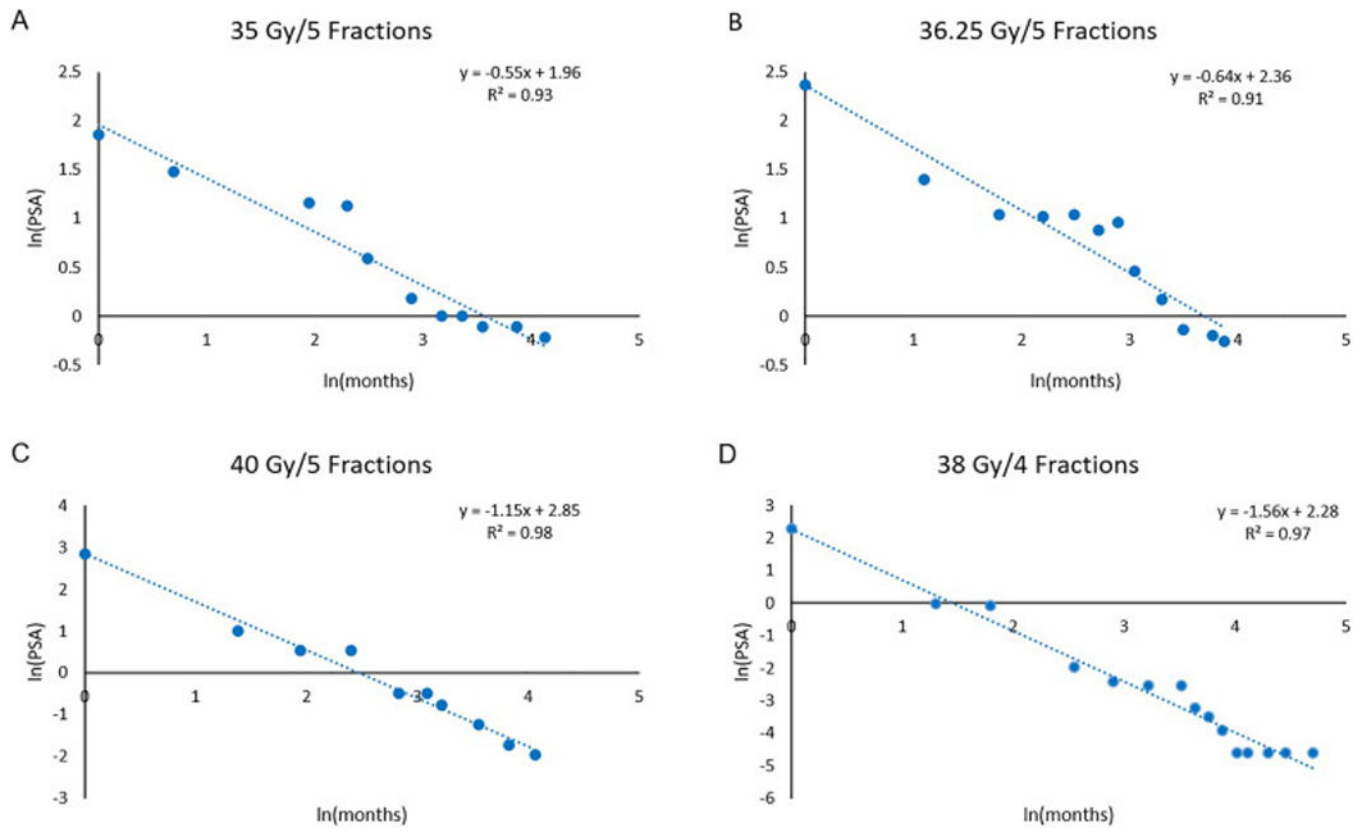 A
35 Gy/5 Fractions
y = -0.55x + 1.96
R² = 0.93
2.5
2
1.5
1
0.5
0
-0.5
0 1 2 3 4 5
ln(PSA)
ln(months)
B
36.25 Gy/5 Fractions
y = -0.64x + 2.36
R² = 0.91
2.5
2
1.5
1
0.5
0
-0.5
0 1 2 3 4 5
ln(PSA)
ln(months)
C
40 Gy/5 Fractions
y = -1.15x + 2.85
R² = 0.98
4
3
2
1
0
-1
-2
-3
0 1 2 3 4 5
ln(PSA)
ln(months)
D
38 Gy/4 Fractions
y = -1.56x + 2.28
R² = 0.97
3
2
1
0
-1
-2
-3
-4
-5
-6
0 1 2 3 4 5
ln(PSA)
ln(months)